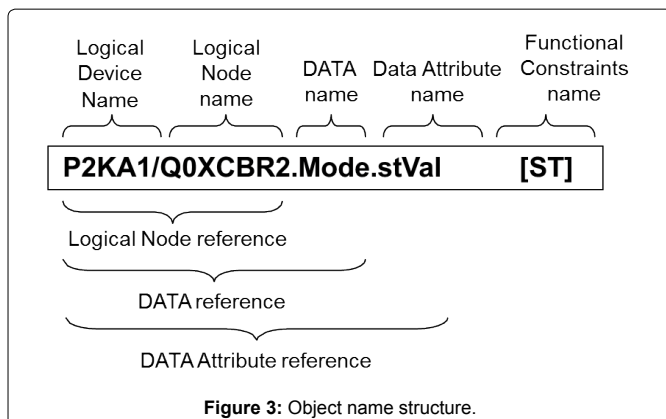 Logical Device Name
Logical Node name
DATA name
Data Attribute name
Functional Constraints name
P2KA1/Q0XCBR2.Mode.stVal [ST]
Logical Node reference
DATA reference
DATA Attribute reference
Figure 3: Object name structure.